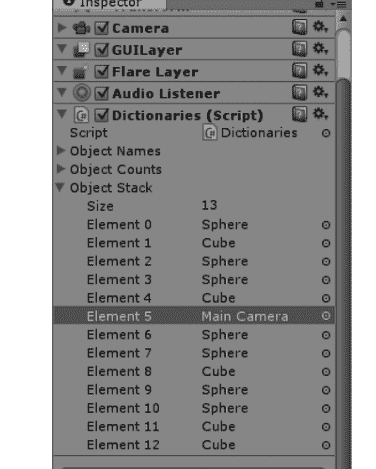 Inspector
Camera
GUILayer
Flare Layer
Audio Listener
Dictionaries (Script)
Script Dictionaries
Object Names
Object Counts
Object Stack
Size 13
Element 0 Sphere
Element 1 Cube
Element 2 Sphere
Element 3 Sphere
Element 4 Cube
Element 5 Main Camera
Element 6 Sphere
Element 7 Sphere
Element 8 Cube
Element 9 Sphere
Element 10 Sphere
Element 11 Cube
Element 12 Cube